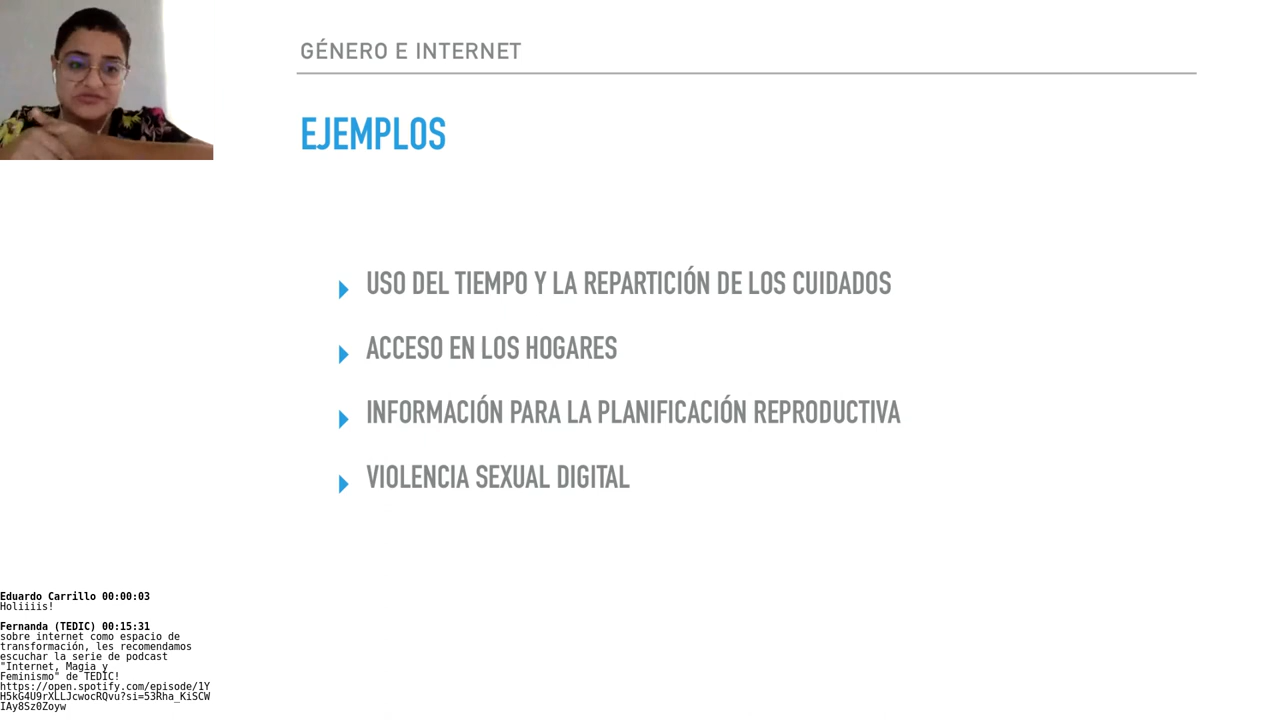 GÉNERO E INTERNET
EJEMPLOS
USO DEL TIEMPO Y LA REPARTICIÓN DE LOS CUIDADOS
ACCESO EN LOS HOGARES
INFORMACIÓN PARA LA PLANIFICACIÓN REPRODUCTIVA
VIOLENCIA SEXUAL DIGITAL
Eduardo Carrillo 00:00:03
Holiiiis!
Fernanda (TEDIC) 00:15:31
sobre internet como espacio de
transformación, les recomendamos
escuchar la serie de podcast
"Internet, Magia y
Feminismo" de TEDIC!
https://open.spotify.com/episode/1Y
H5kG4U9rXLLJcwocRQvu?si=53Rha_KiSCW
IAy8Sz0Zoyw